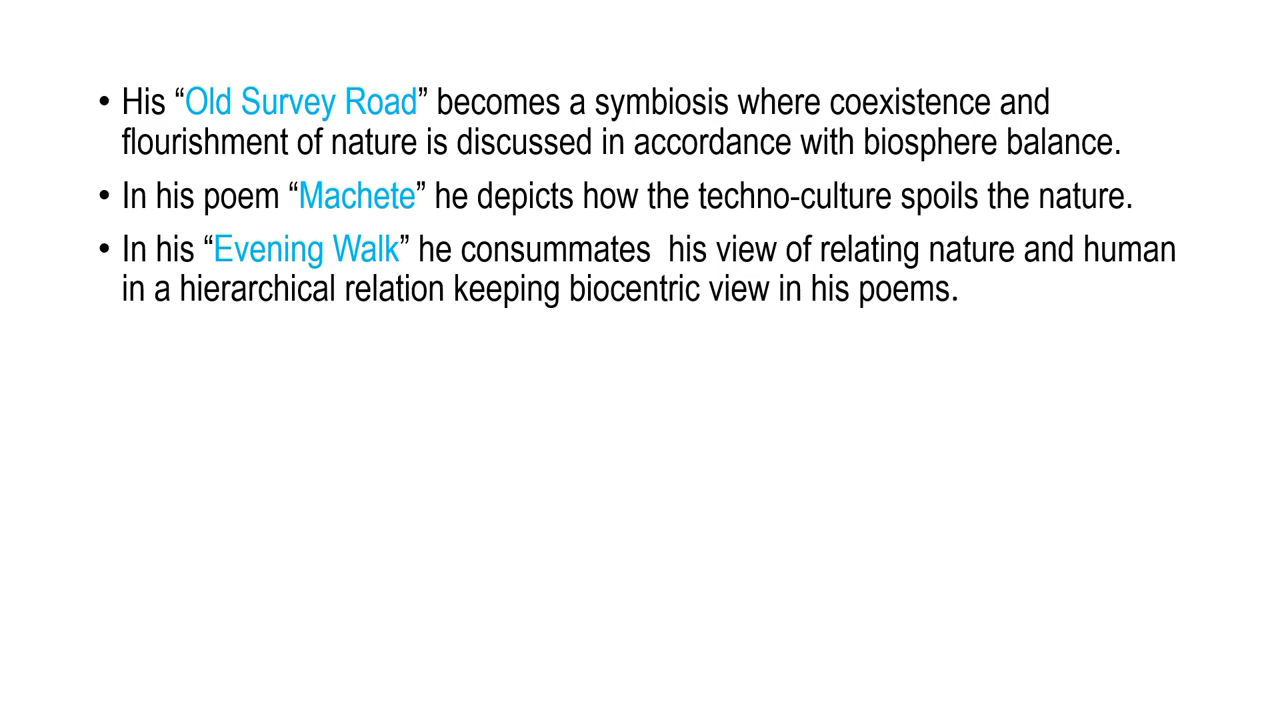 • His “Old Survey Road” becomes a symbiosis where coexistence and
flourishment of nature is discussed in accordance with biosphere balance.
• In his poem “Machete” he depicts how the techno-culture spoils the nature.
• In his “Evening Walk” he consummates  his view of relating nature and human
in a hierarchical relation keeping biocentric view in his poems.